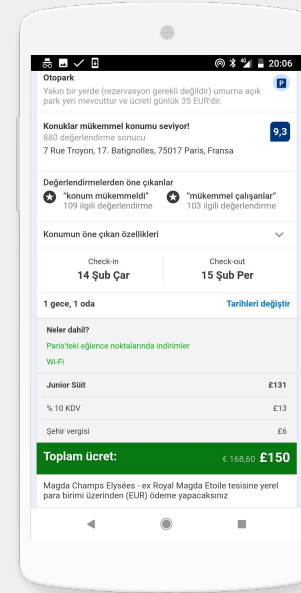 20:06
Otopark
P
Yakın bir yerde (rezervasyon gerekli değildir) umuma açık
park yeri mevcuttur ve ücreti günlük 35 EUR'dir.
Konuklar mükemmel konumu seviyor!
9,3
880 değerlendirme sonucu
7 Rue Troyon, 17. Batignolles, 75017 Paris, Fransa
Değerlendirmelerden öne çıkanlar
“konum mükemmeldi”
109 ilgili değerlendirme
“mükemmel çalışanlar”
103 ilgili değerlendirme
Konumun öne çıkan özellikleri
Check-in
14 Şub Çar
Check-out
15 Şub Per
1 gece, 1 oda
Tarihleri değiştir
Neler dahil?
Paris'teki eğlence noktalarında indirimler
Wi-Fi
Junior Süit £131
% 10 KDV £13
Şehir vergisi £6
Toplam ücret: € 168,60 £150
Magda Champs Elysées - ex Royal Magda Etoile tesisine yerel
para birimi üzerinden (EUR) ödeme yapacaksınız